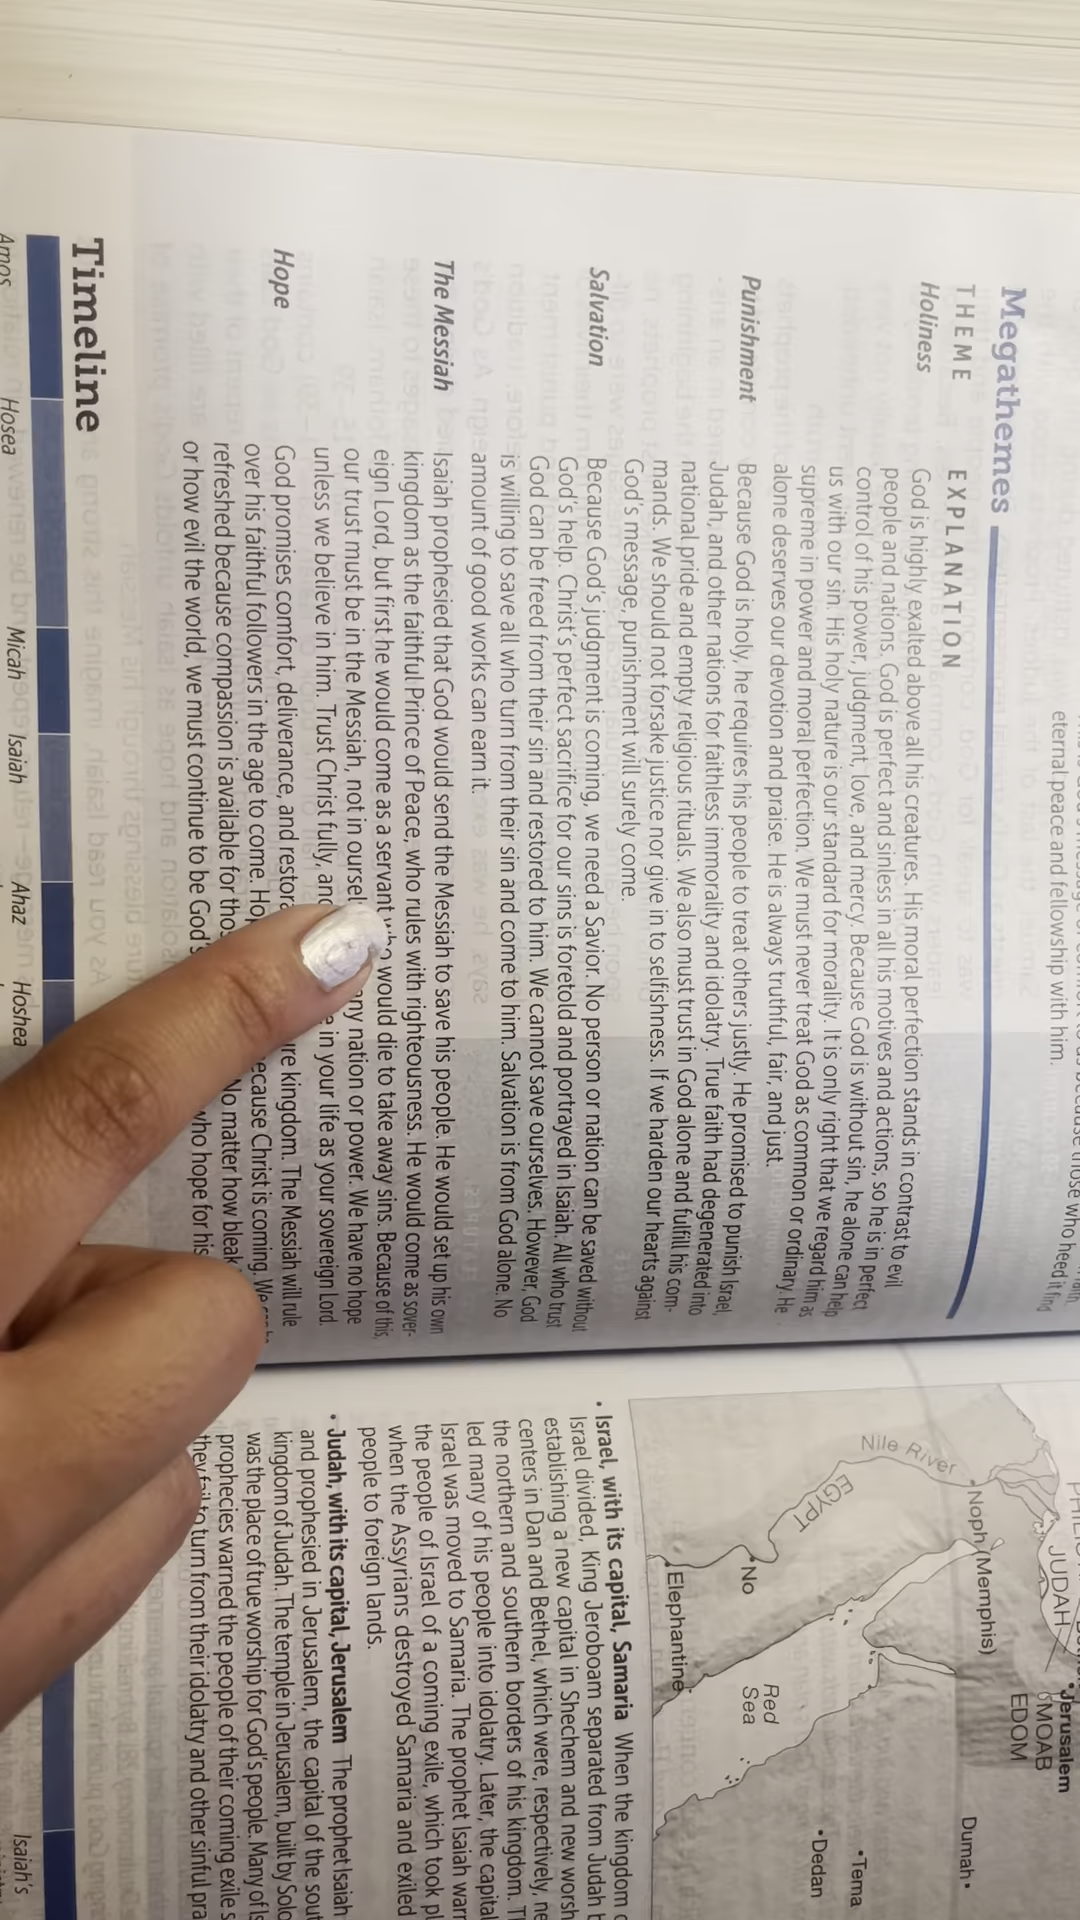 eternal peace and fellowship with him.
Megathemes
THEME EXPLANATION
Holiness God is highly exalted above all his creatures. His moral perfection stands in contrast to evil
people and nations. God is perfect and sinless in all his motives and actions, so he is in perfect
control of his power, judgment, love, and mercy. Because God is without sin, he alone can help
us with our sin. His holy nature is our standard for morality. It is only right that we regard him as
supreme in power and moral perfection. We must never treat God as common or ordinary. He
alone deserves our devotion and praise. He is always truthful, fair, and just.
Punishment Because God is holy, he requires his people to treat others justly. He promised to punish Israel,
Judah, and other nations for faithless immorality and idolatry. True faith had degenerated into
national pride and empty religious rituals. We also must trust in God alone and fulfill his com-
mands. We should not forsake justice nor give in to selfishness. If we harden our hearts against
God's message, punishment will surely come.
Salvation Because God's judgment is coming, we need a Savior. No person or nation can be saved without
God's help. Christ's perfect sacrifice for our sins is foretold and portrayed in Isaiah. All who trust
God can be freed from their sin and restored to him. We cannot save ourselves. However, God
is willing to save all who turn from their sin and come to him. Salvation is from God alone. No
amount of good works can earn it.
The Messiah Isaiah prophesied that God would send the Messiah to save his people. He would set up his own
kingdom as the faithful Prince of Peace, who rules with righteousness. He would come as sover-
eign Lord, but first he would come as a servant who would die to take away sins. Because of this,
our trust must be in the Messiah, not in any nation or power. We have no hope
unless we believe in him. Trust Christ fully, in your life as your sovereign Lord.
Hope God promises comfort, deliverance, and kingdom. The Messiah will rule
over his faithful followers in the age to come. Christ is coming. We
refreshed because compassion is available for No matter how bleak
or how evil the world, we must continue to be who hope for his
Timeline
Amos
Hosea
Micah
Isaiah
Ahaz
Hoshea
Isaiah's
PHIL
JUDAH
Jerusalem
MOAB
EDOM
Nile River
Noph (Memphis)
Dumah
EGYPT
Tema
No
Red
Sea
Dedan
Elephantine
• Israel, with its capital, Samaria When the kingdom
Israel divided, King Jeroboam separated from Judah
establishing a new capital in Shechem and new
centers in Dan and Bethel, which were, respectively,
the northern and southern borders of his kingdom.
led many of his people into idolatry. Later, the capital
Israel was moved to Samaria. The prophet Isaiah
the people of Israel of a coming exile, which took
when the Assyrians destroyed Samaria and exiled
people to foreign lands.
• Judah, with its capital, Jerusalem The prophet Isaiah
and prophesied in Jerusalem, the capital of the
kingdom of Judah. The temple in Jerusalem, built by
was the place of true worship for God's people. Many of
prophecies warned the people of their coming exile
they fail to turn from their idolatry and other sinful